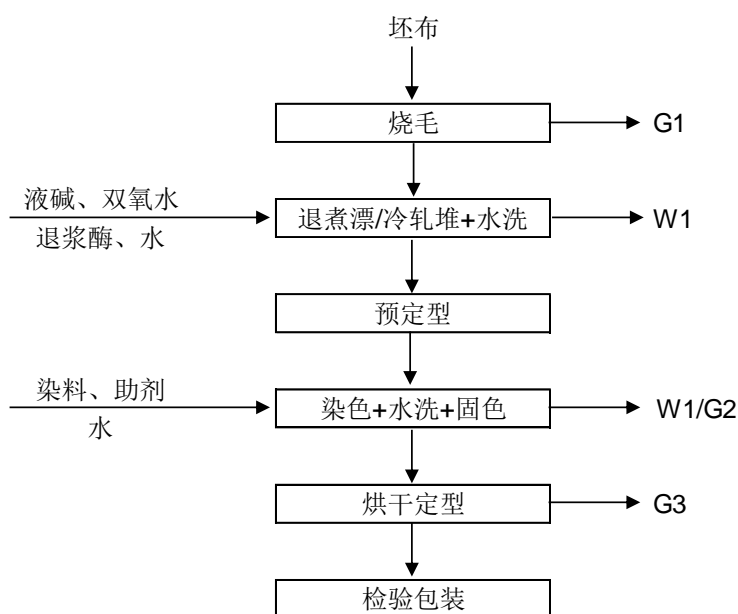 坯布
烧毛
G1
液碱、双氧水
退浆酶、水
退煮漂/冷轧堆+水洗
W1
预定型
染料、助剂
水
染色+水洗+固色
W1/G2
烘干定型
G3
检验包装